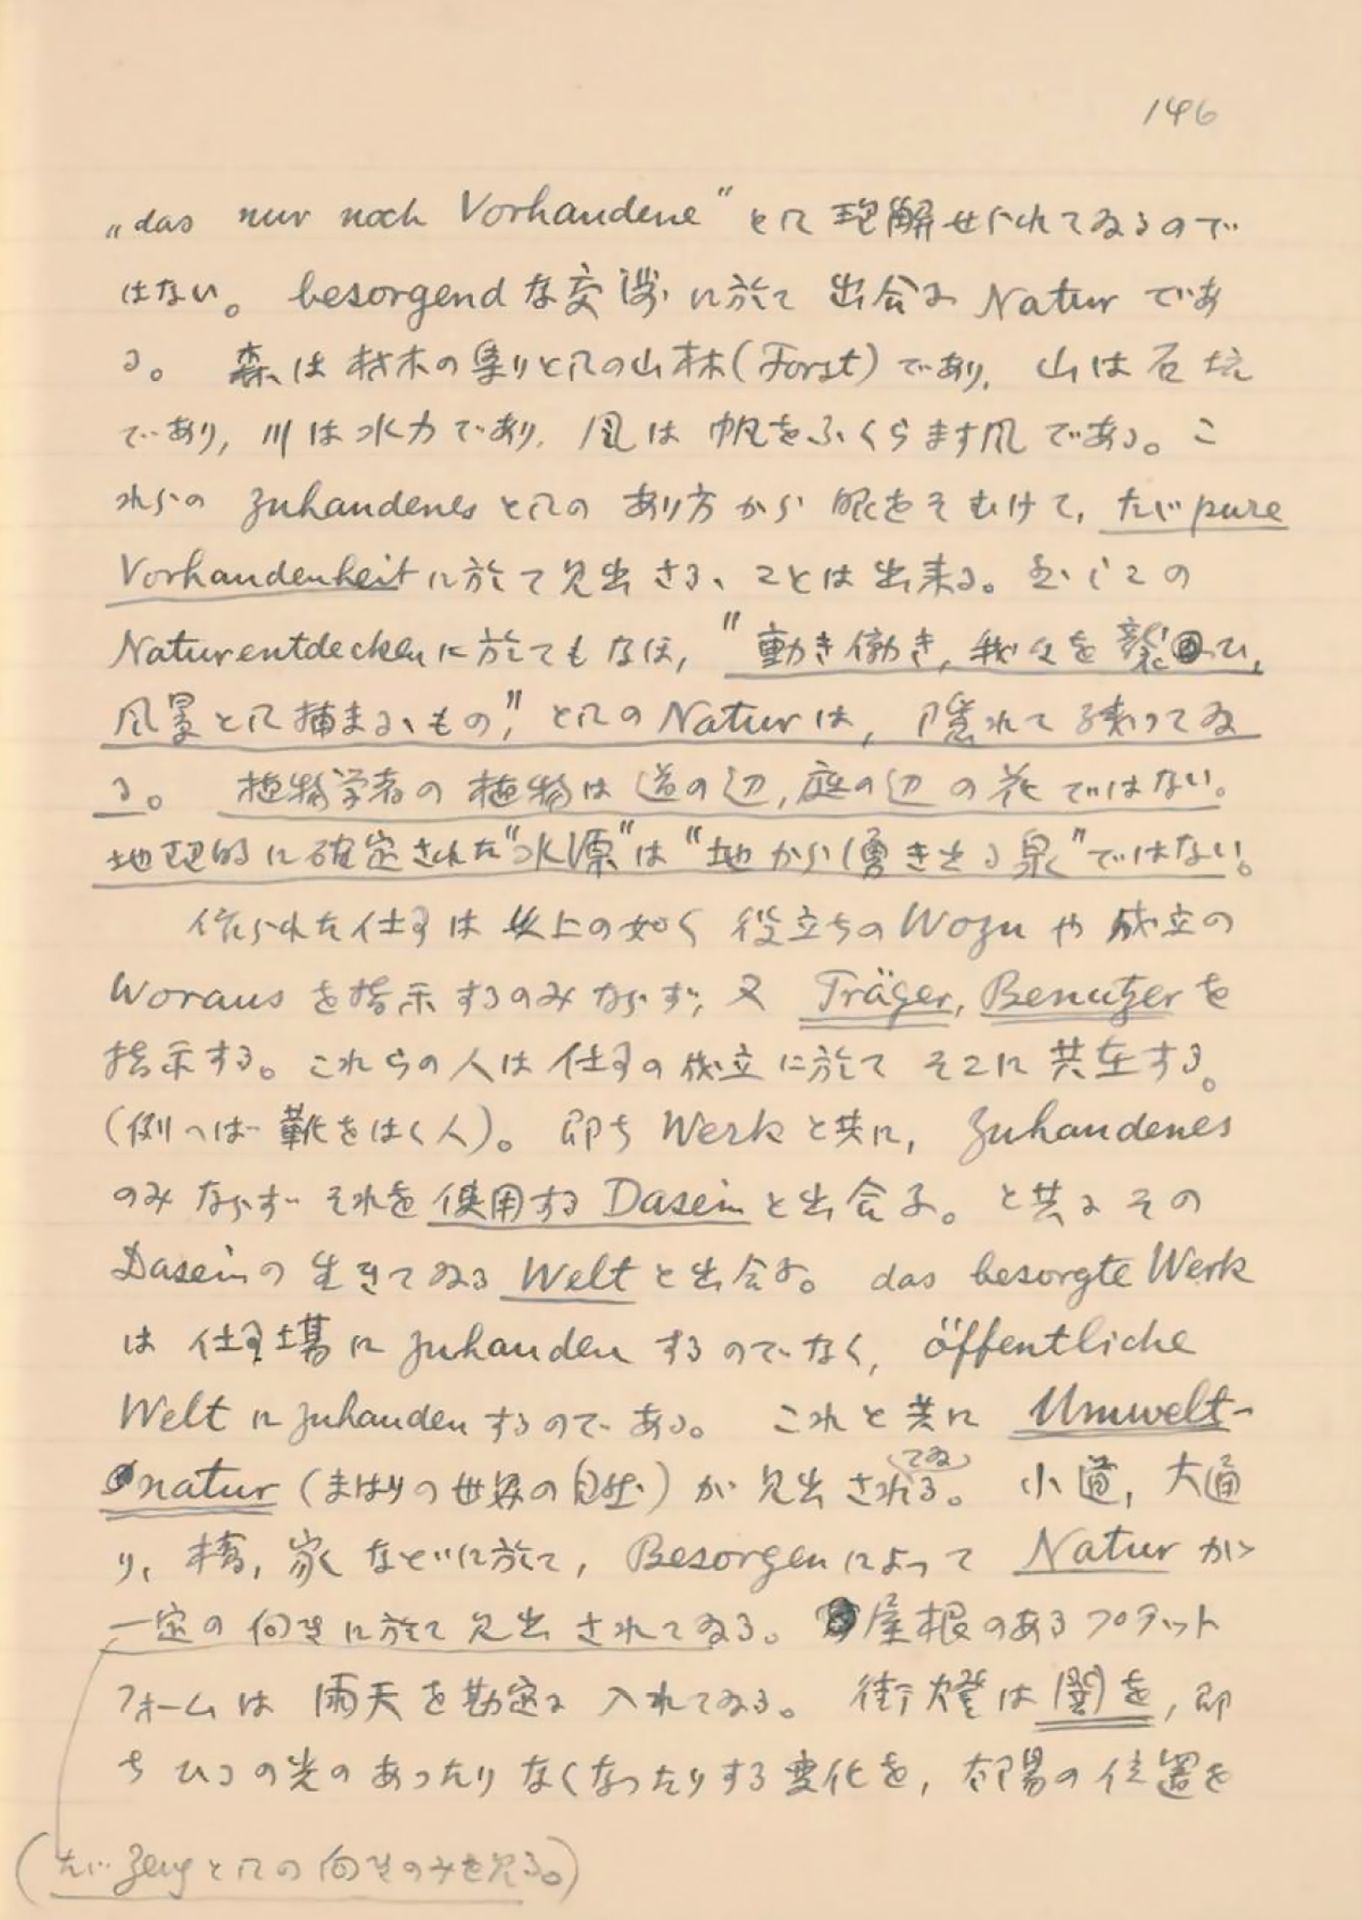 146
„das nur noch Vorhandene“として理解せられてゐるので
はない。 besorgend な交渉に於て出会ふ Natur であ
る。 森は材木の集りとしての山林(Forst)であり, 山は石坑
であり, 川は水力であり, 風は帆をふくらます風である。こ
れらの Zuhandenes としての あり方から 眼をそむけて, たゞ pure
Vorhandenheit に於て見出さるゝことは出来る。 しかしこの
Naturentdecken に於てもなほ, "動き働き, 我々を襲ひ,
風景として捕まるゝもの," としての Natur は, 隠れて残ってゐ
る。 植物学者の植物は道の辺, 庭の辺の花ではない。
地理的に確定された"水源"は"地から湧き出る泉"ではない。
作られた仕事は以上の如く 役立ちの Wozu や 成立の
Woraus を指示するのみならず, 又 Träger, Benutzer を
指示する。これらの人は仕事の成立に於て そこに共在する。
(例へば 靴をはく人)。 即ち Werk と共に, Zuhandenes
のみならず それを使用する Dasein と出会ふ。 と共に その
Dasein の 生きてゐる Welt と出会ふ。 das besorgte Werk
は 仕事場に zuhanden するのでなく, öffentliche
Welt に zuhanden するのである。 これと共に Umwelt-
natur (まはりの世界の自然) が 見出されてゐる。 小道, 大通
り, 橋, 家 などに於て, Besorgen によって Natur が
一定の向きに於て見出されてゐる。 屋根のあるプラット
フォームは 雨天を勘定に 入れてゐる。 街燈は闇を, 即
ち ひるの光のあったりなくなったりする変化を, 太陽の位置を
(たゞ Zeug としての 向きのみを見る。)